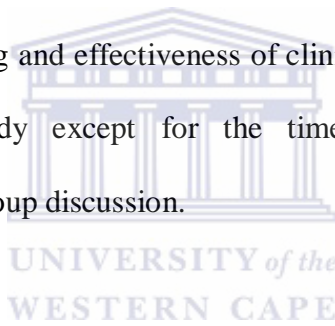 g and effectiveness of clin
dy except for the time
oup discussion.
UNIVERSITY of the
WESTERN CAPE